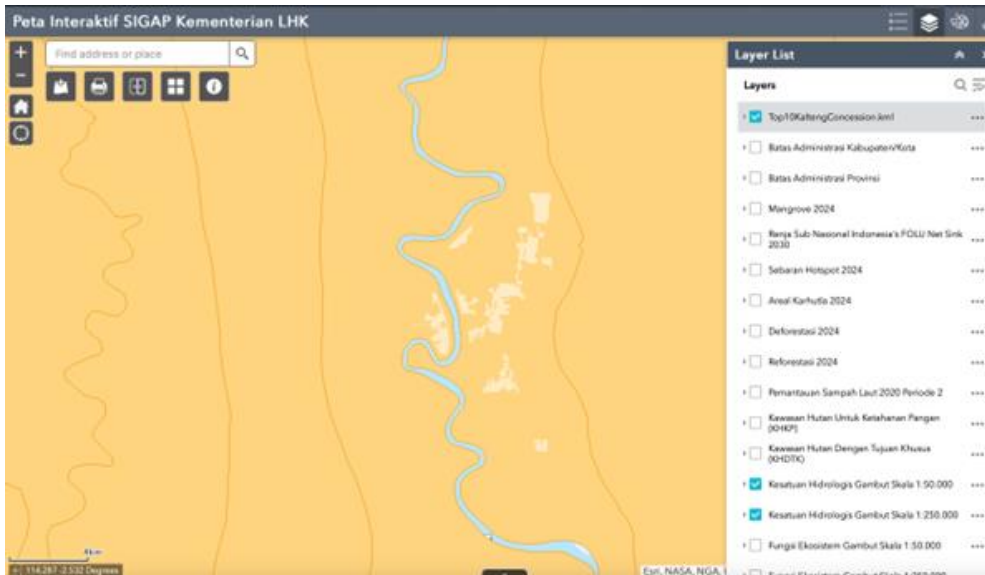 Peta Interaktif SIGAP Kementerian LHK
Find address or place
Layer List
Layers
Top10KaltengConcession.kml
Batas Administrasi Kabupaten/Kota
Batas Administrasi Provinsi
Mangrove 2024
Renja Sub Nasional Indonesia's FOLU Net Sink
2030
Sebaran Hotspot 2024
Areal Karhutla 2024
Deforestasi 2024
Reforestasi 2024
Pemantauan Sampah Laut 2020 Periode 2
Kawasan Hutan Untuk Ketahanan Pangan
(KHKP)
Kawasan Hutan Dengan Tujuan Khusus
(KHDTK)
Kesatuan Hidrologis Gambut Skala 1:50.000
Kesatuan Hidrologis Gambut Skala 1:250.000
Fungsi Ekosistem Gambut Skala 1:50.000
4km
114.287 -2.532 Degrees
Esri, NASA, NGA,